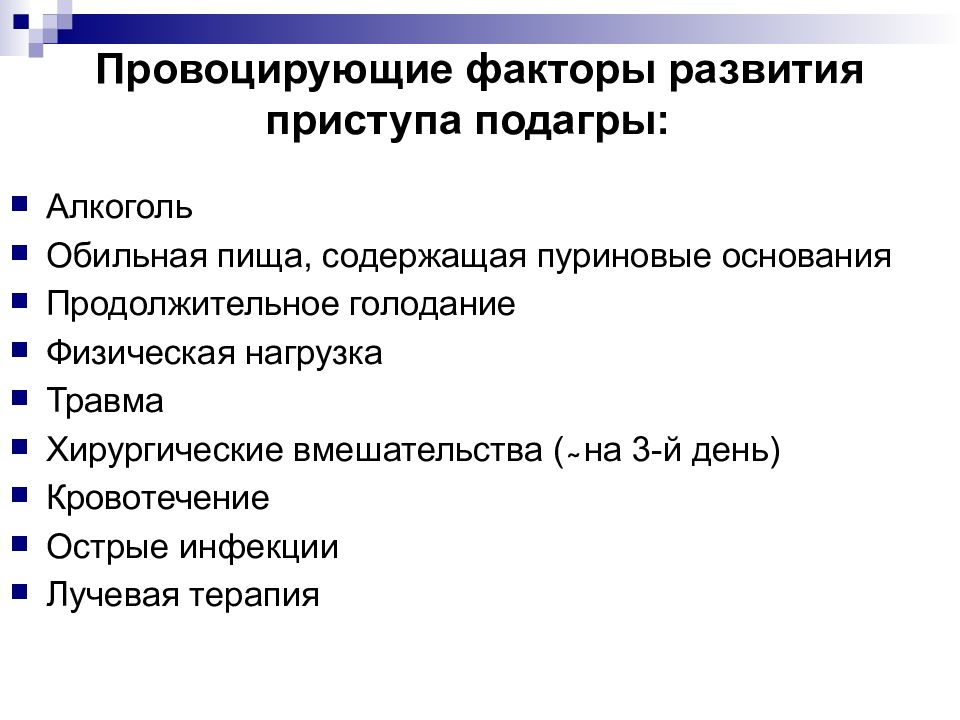 Провоцирующие факторы развития
приступа подагры:
Алкоголь
Обильная пища, содержащая пуриновые основания
Продолжительное голодание
Физическая нагрузка
Травма
Хирургические вмешательства (~на 3-й день)
Кровотечение
Острые инфекции
Лучевая терапия